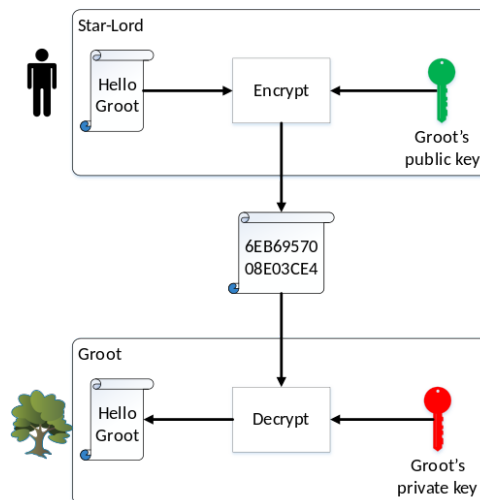 Star-Lord
Hello
Groot
Encrypt
Groot's
public key
6EB69570
08E03CE4
Groot
Hello
Groot
Decrypt
Groot's
private key